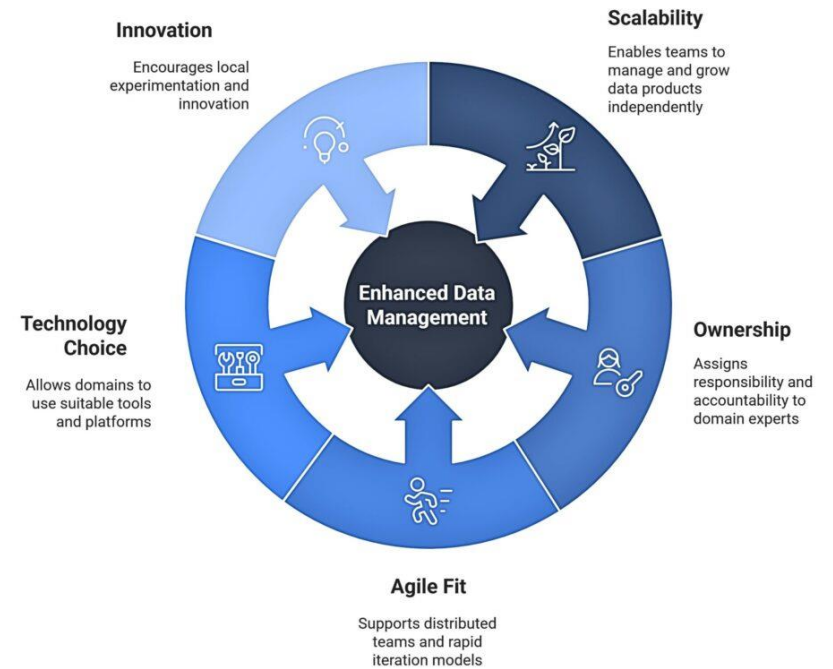 Innovation
Encourages local
experimentation and
innovation
Scalability
Enables teams to
manage and grow
data products
independently
Enhanced Data
Management
Technology
Choice
Allows domains to
use suitable tools
and platforms
Ownership
Assigns
responsibility and
accountability to
domain experts
Agile Fit
Supports distributed
teams and rapid
iteration models